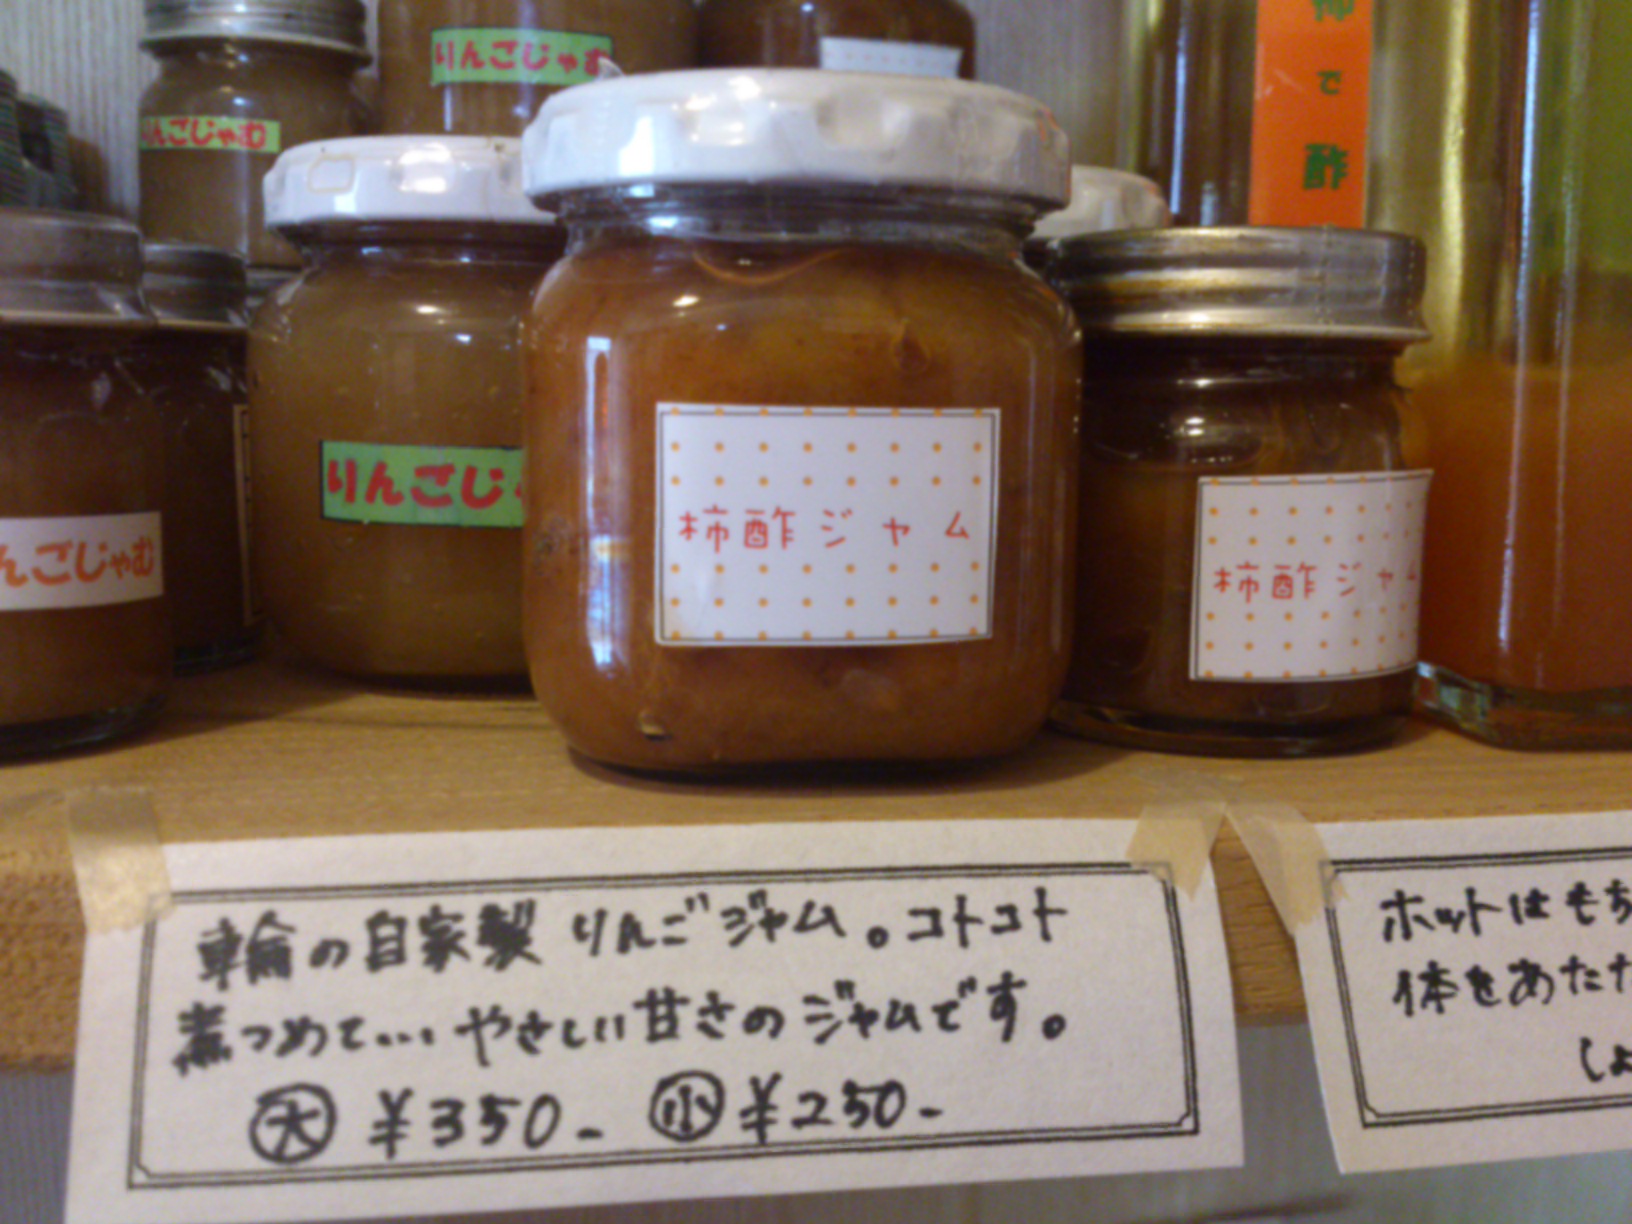 りんごじゃむ
りんごじゃむ
で
酢
りんごじ
んごじゃむ
柿酢ジャム
柿酢ジャム
輪の自家製 りんごジャム。コトコト
煮つめて...やさしい甘さのジャムです。
大 ¥350- 小 ¥250-
ホットはもち
体をあたた
しょ